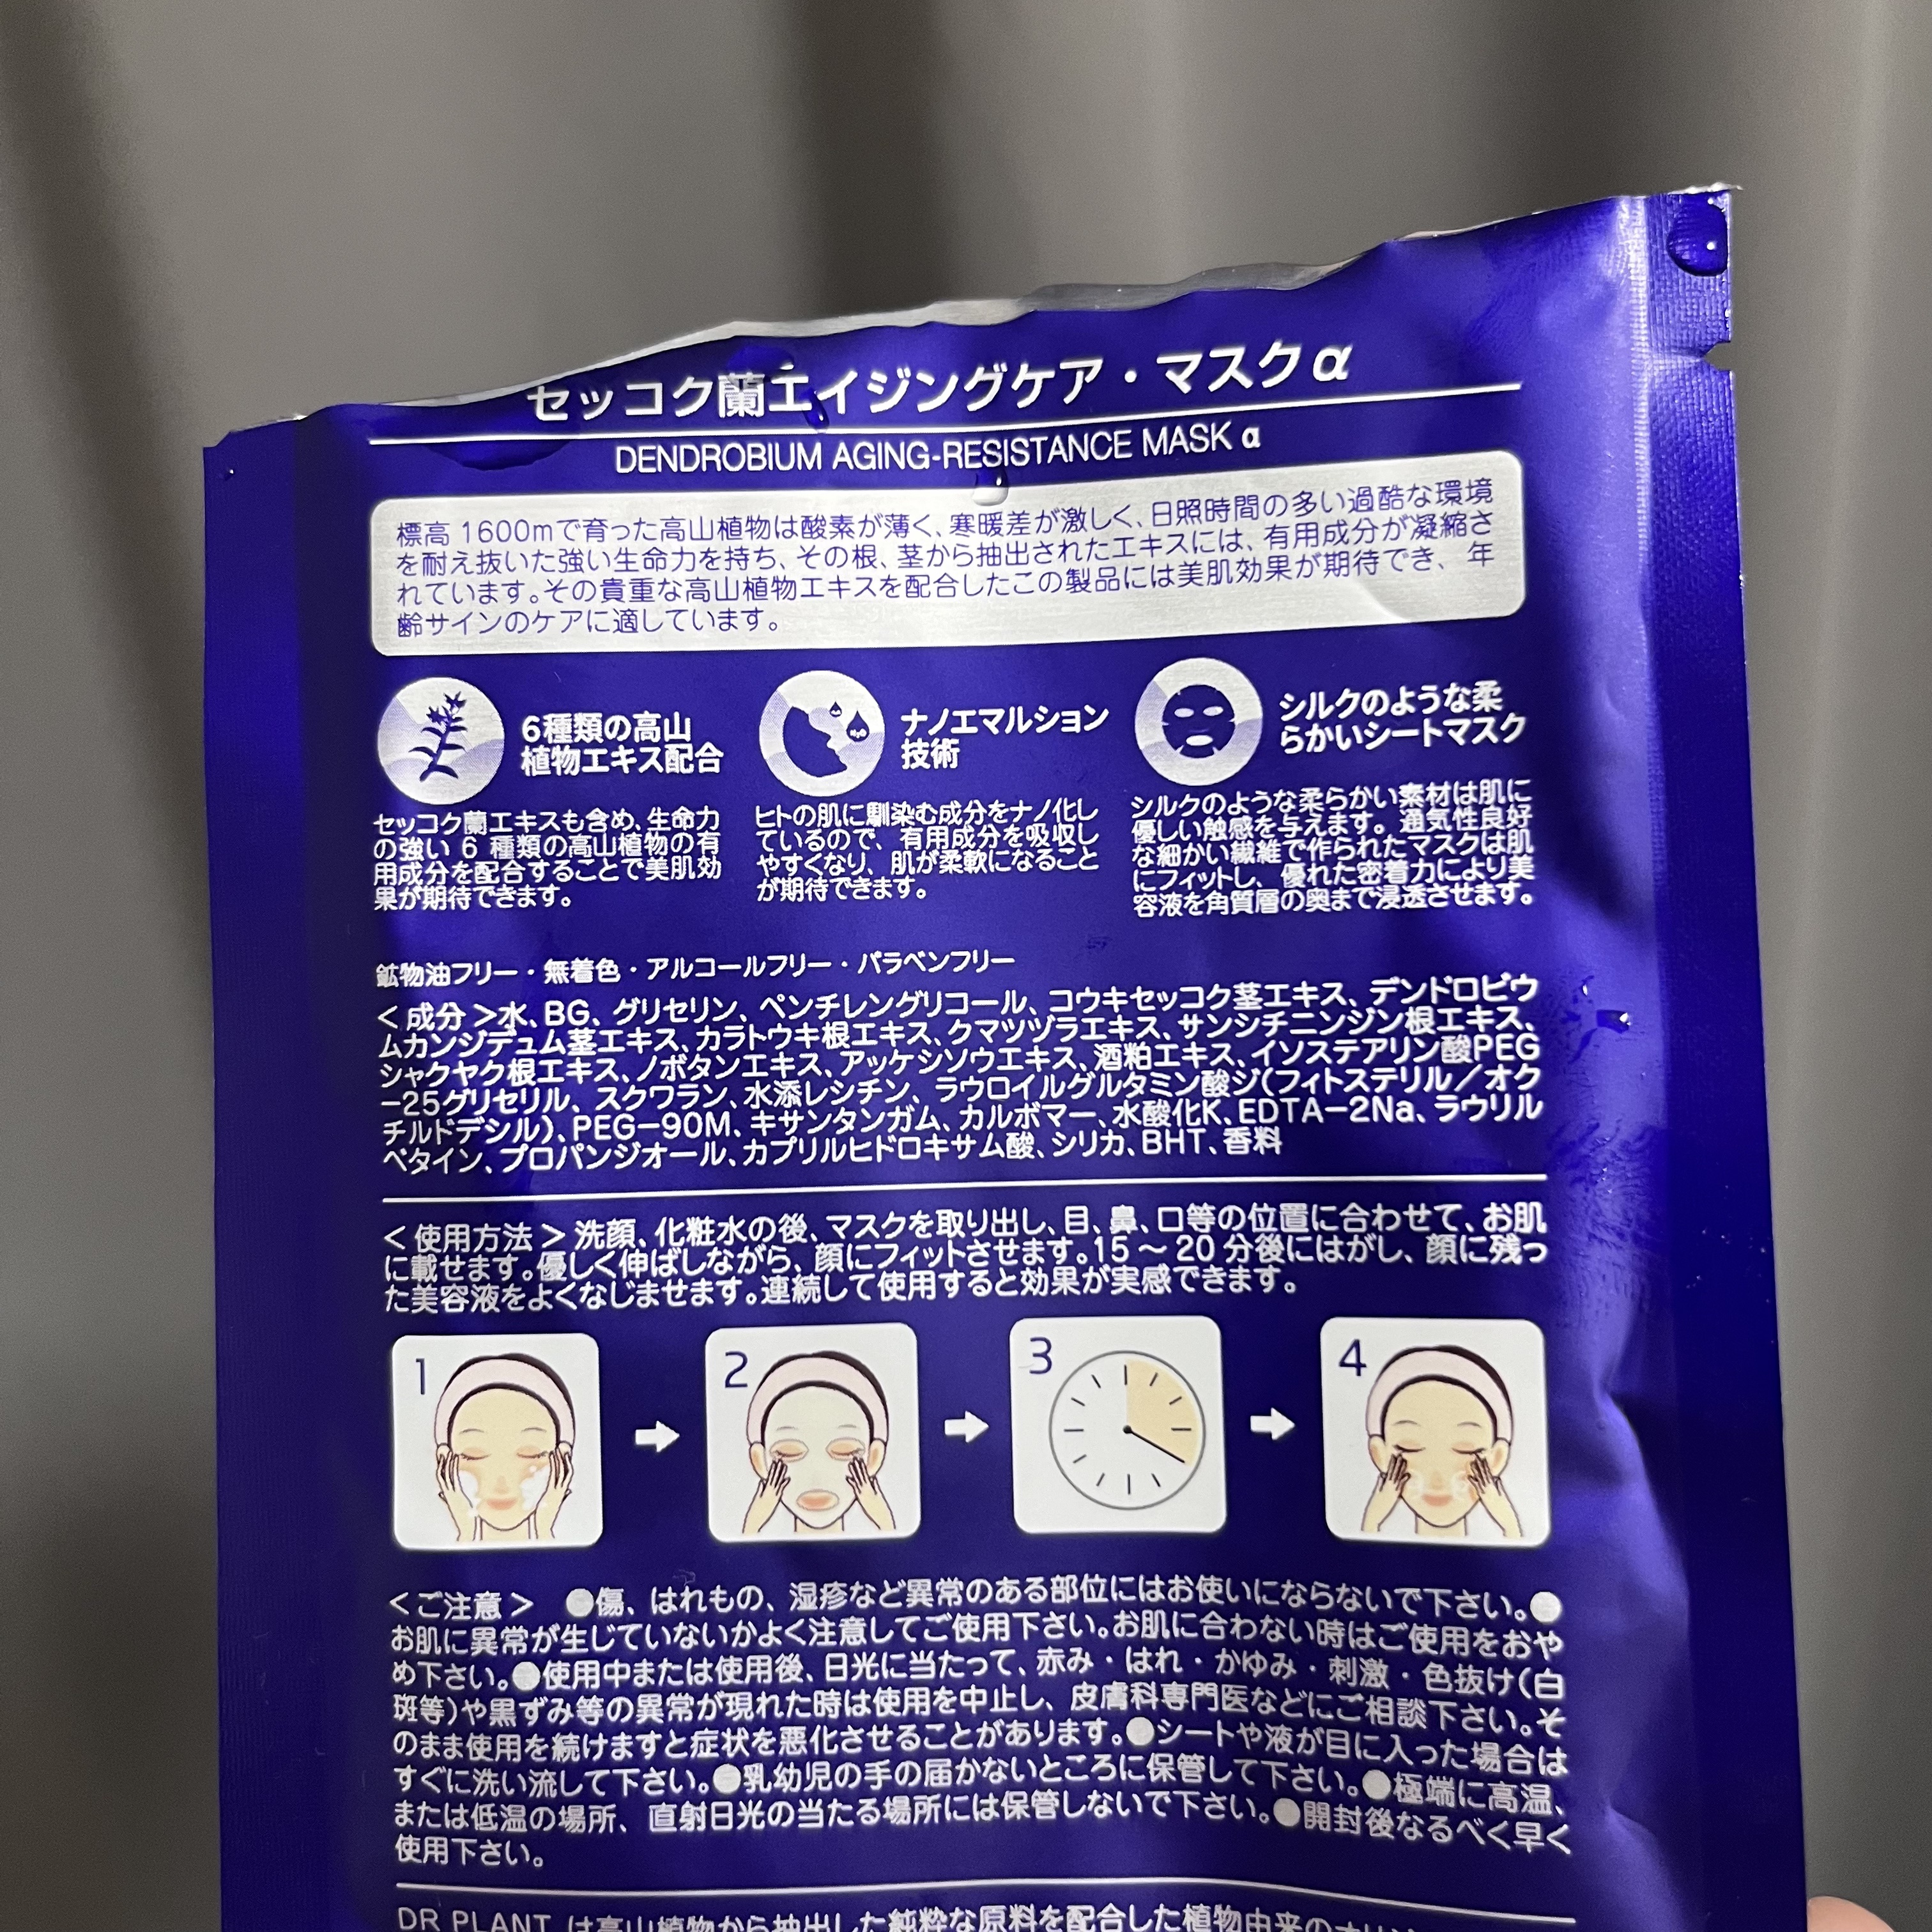 セッコク蘭エイジングケア・マスクα
DENDROBIUM AGING-RESISTANCE MASK α
標高 1600mで育った高山植物は酸素が薄く、寒暖差が激しく、日照時間の多い過酷な環境
を耐え抜いた強い生命力を持ち、その根、茎から抽出されたエキスには、有用成分が凝縮さ
れています。その貴重な高山植物エキスを配合したこの製品には美肌効果が期待でき、年
齢サインのケアに適しています。
6種類の高山
植物エキス配合
セッコク蘭エキスも含め、生命力
の強い 6 種類の高山植物の有
用成分を配合することで美肌効
果が期待できます。
ナノエマルション
技術
ヒトの肌に馴染む成分をナノ化し
ているので、有用成分を吸収し
やすくなり、肌が柔軟になること
が期待できます。
シルクのような柔
らかいシートマスク
シルクのような柔らかい素材は肌に
優しい触感を与えます。通気性良好
な細かい繊維で作られたマスクは肌
にフィットし、優れた密着力により美
容液を角質層の奥まで浸透させます。
鉱物油フリー・無着色・アルコールフリー・パラベンフリー
＜成分＞水、BG、グリセリン、ペンチレングリコール、コウキセッコク茎エキス、デンドロビウ
ムカンジデュム茎エキス、カラトウキ根エキス、クマツヅラエキス、サンシチニンジン根エキス、
シャクヤク根エキス、ノボタンエキス、アッケシソウエキス、酒粕エキス、イソステアリン酸PEG
−25グリセリル、スクワラン、水添レシチン、ラウロイルグルタミン酸ジ(フィトステリル／オク
チルドデシル)、PEG−90M、キサンタンガム、カルボマー、水酸化K、EDTA−2Na、ラウリル
ベタイン、プロパンジオール、カプリルヒドロキサム酸、シリカ、BHT、香料
＜使用方法＞洗顔、化粧水の後、マスクを取り出し、目、鼻、口等の位置に合わせて、お肌
に載せます。優しく伸ばしながら、顔にフィットさせます。15 〜 20 分後にはがし、顔に残っ
た美容液をよくなじませます。連続して使用すると効果が実感できます。
1
2
3
4
＜ご注意＞ ●傷、はれもの、湿疹など異常のある部位にはお使いにならないで下さい。●
お肌に異常が生じていないかよく注意してご使用下さい。お肌に合わない時はご使用をおや
め下さい。●使用中または使用後、日光に当たって、赤み・はれ・かゆみ・刺激・色抜け(白
斑等)や黒ずみ等の異常が現れた時は使用を中止し、皮膚科専門医などにご相談下さい。そ
のまま使用を続けますと症状を悪化させることがあります。●シートや液が目に入った場合は
すぐに洗い流して下さい。●乳幼児の手の届かないところに保管して下さい。●極端に高温、
または低温の場所、直射日光の当たる場所には保管しないで下さい。●開封後なるべく早く
使用下さい。
DR PLANT は高山植物から抽出した純粋な原料を配合した植物由来の